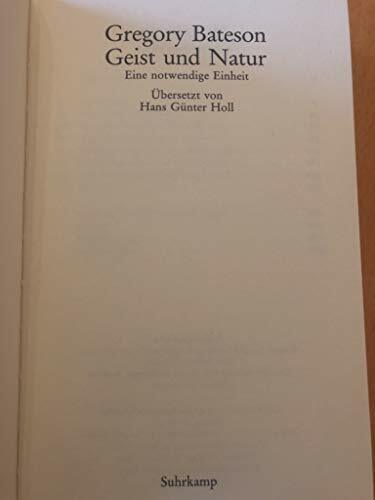 Gregory Bateson
Geist und Natur
Eine notwendige Einheit
Übersetzt von
Hans Günter Holl
Suhrkamp